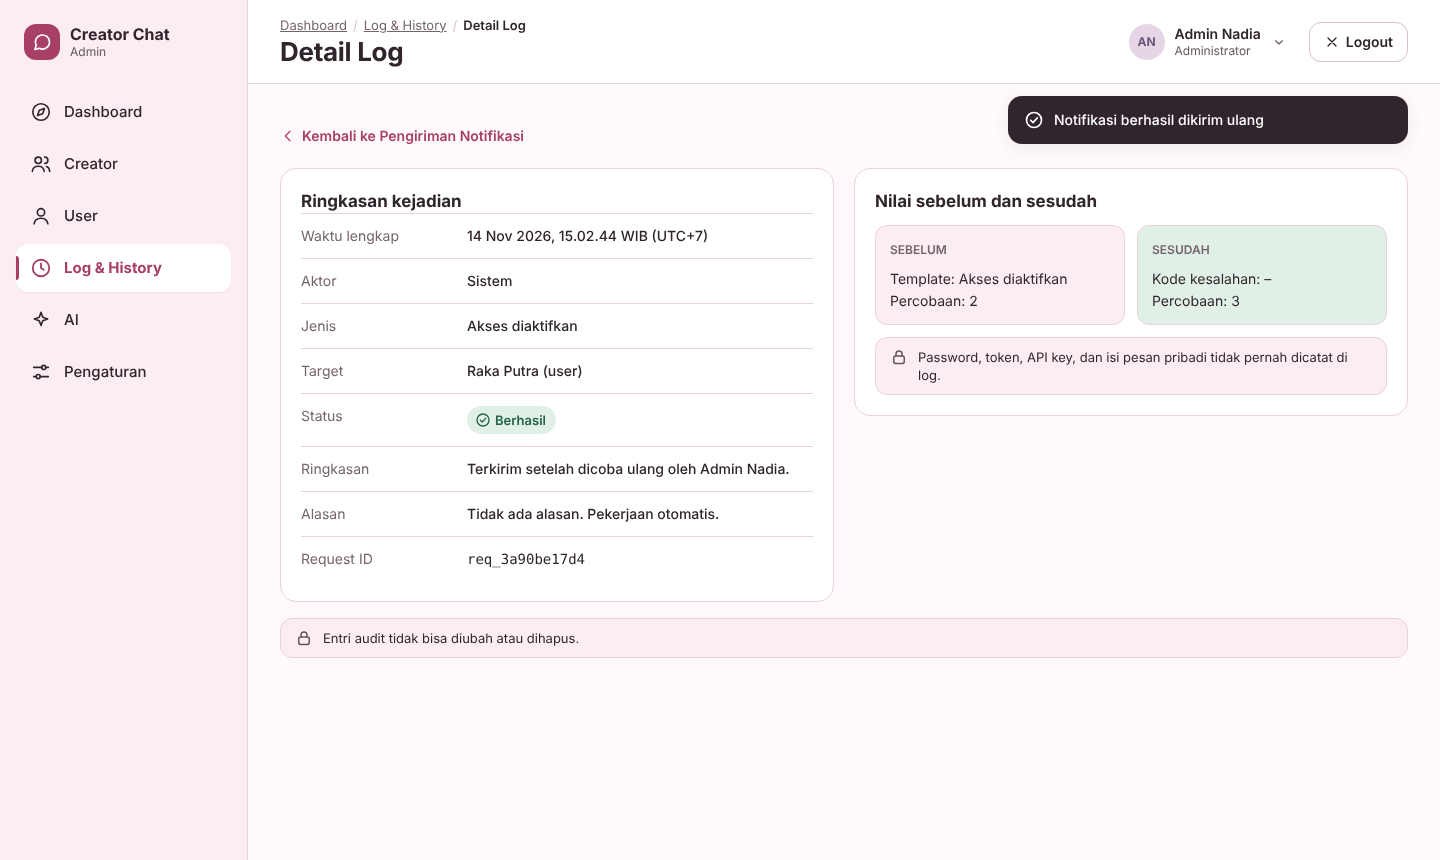 Creator Chat
Admin
Dashboard
Creator
User
Log & History
AI
Pengaturan
Dashboard / Log & History / Detail Log
Detail Log
AN
Admin Nadia
Administrator
Logout
Notifikasi berhasil dikirim ulang
Kembali ke Pengiriman Notifikasi
Ringkasan kejadian
Waktu lengkap 14 Nov 2026, 15.02.44 WIB (UTC+7)
Aktor Sistem
Jenis Akses diaktifkan
Target Raka Putra (user)
Status Berhasil
Ringkasan Terkirim setelah dicoba ulang oleh Admin Nadia.
Alasan Tidak ada alasan. Pekerjaan otomatis.
Request ID req_3a90be17d4
Nilai sebelum dan sesudah
SEBELUM
Template: Akses diaktifkan
Percobaan: 2
SESUDAH
Kode kesalahan: –
Percobaan: 3
Password, token, API key, dan isi pesan pribadi tidak pernah dicatat di
log.
Entri audit tidak bisa diubah atau dihapus.